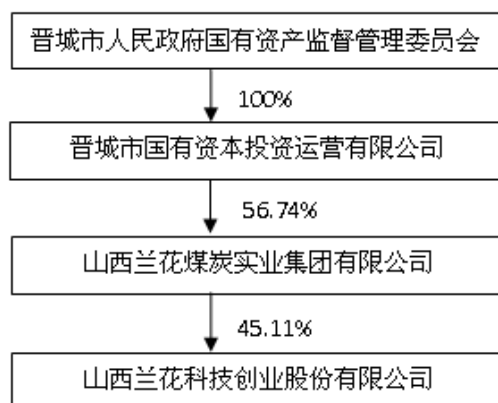 晋城市人民政府国有资产监督管理委员会
100%
晋城市国有资本投资运营有限公司
56.74%
山西兰花煤炭实业集团有限公司
45.11%
山西兰花科技创业股份有限公司